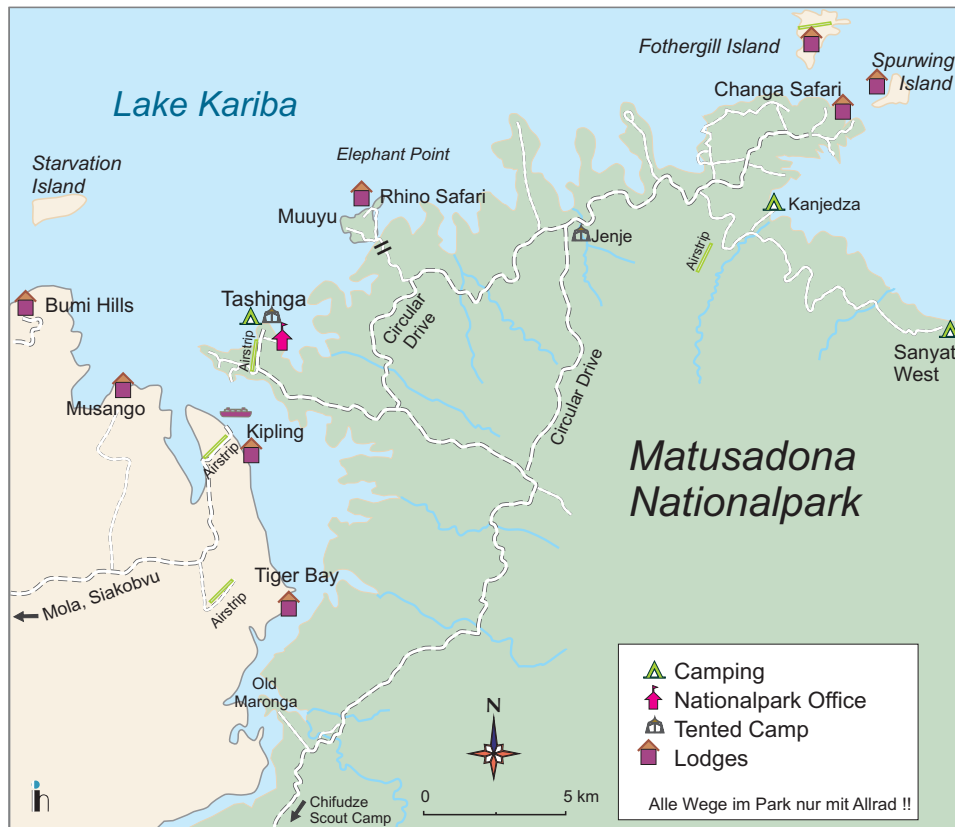 Fothergill Island
Spurwing
Island
Changa Safari
Lake Kariba
Elephant Point
Starvation
Island
Rhino Safari
Muuyu
Kanjedza
Jenje
Airstrip
Tashinga
Bumi Hills
Circular
Drive
Airstrip
Sanyat
West
Circular Drive
Musango
Kipling
Airstrip
Matusadona
Nationalpark
Tiger Bay
Mola, Siakobvu
Airstrip
Old
Maronga
N
Camping
Nationalpark Office
Tented Camp
Lodges
Alle Wege im Park nur mit Allrad !!
0 5 km
Chifudze
Scout Camp
ih